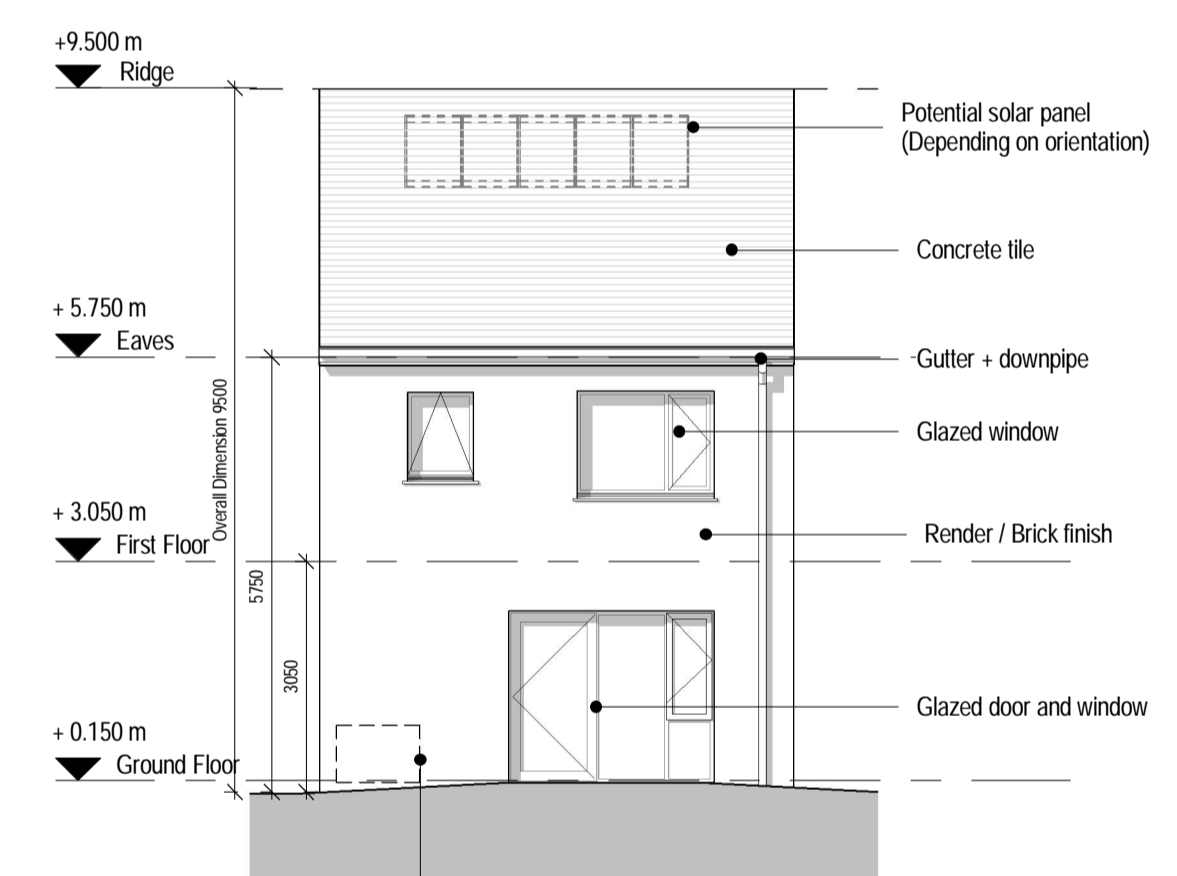 +9.500 m
Ridge
Potential solar panel
(Depending on orientation)
Concrete tile
+ 5.750 m
Eaves
Gutter + downpipe
Overall Dimension 9500
Glazed window
+ 3.050 m
First Floor
Render / Brick finish
5750
3050
Glazed door and window
+ 0.150 m
Ground Floor